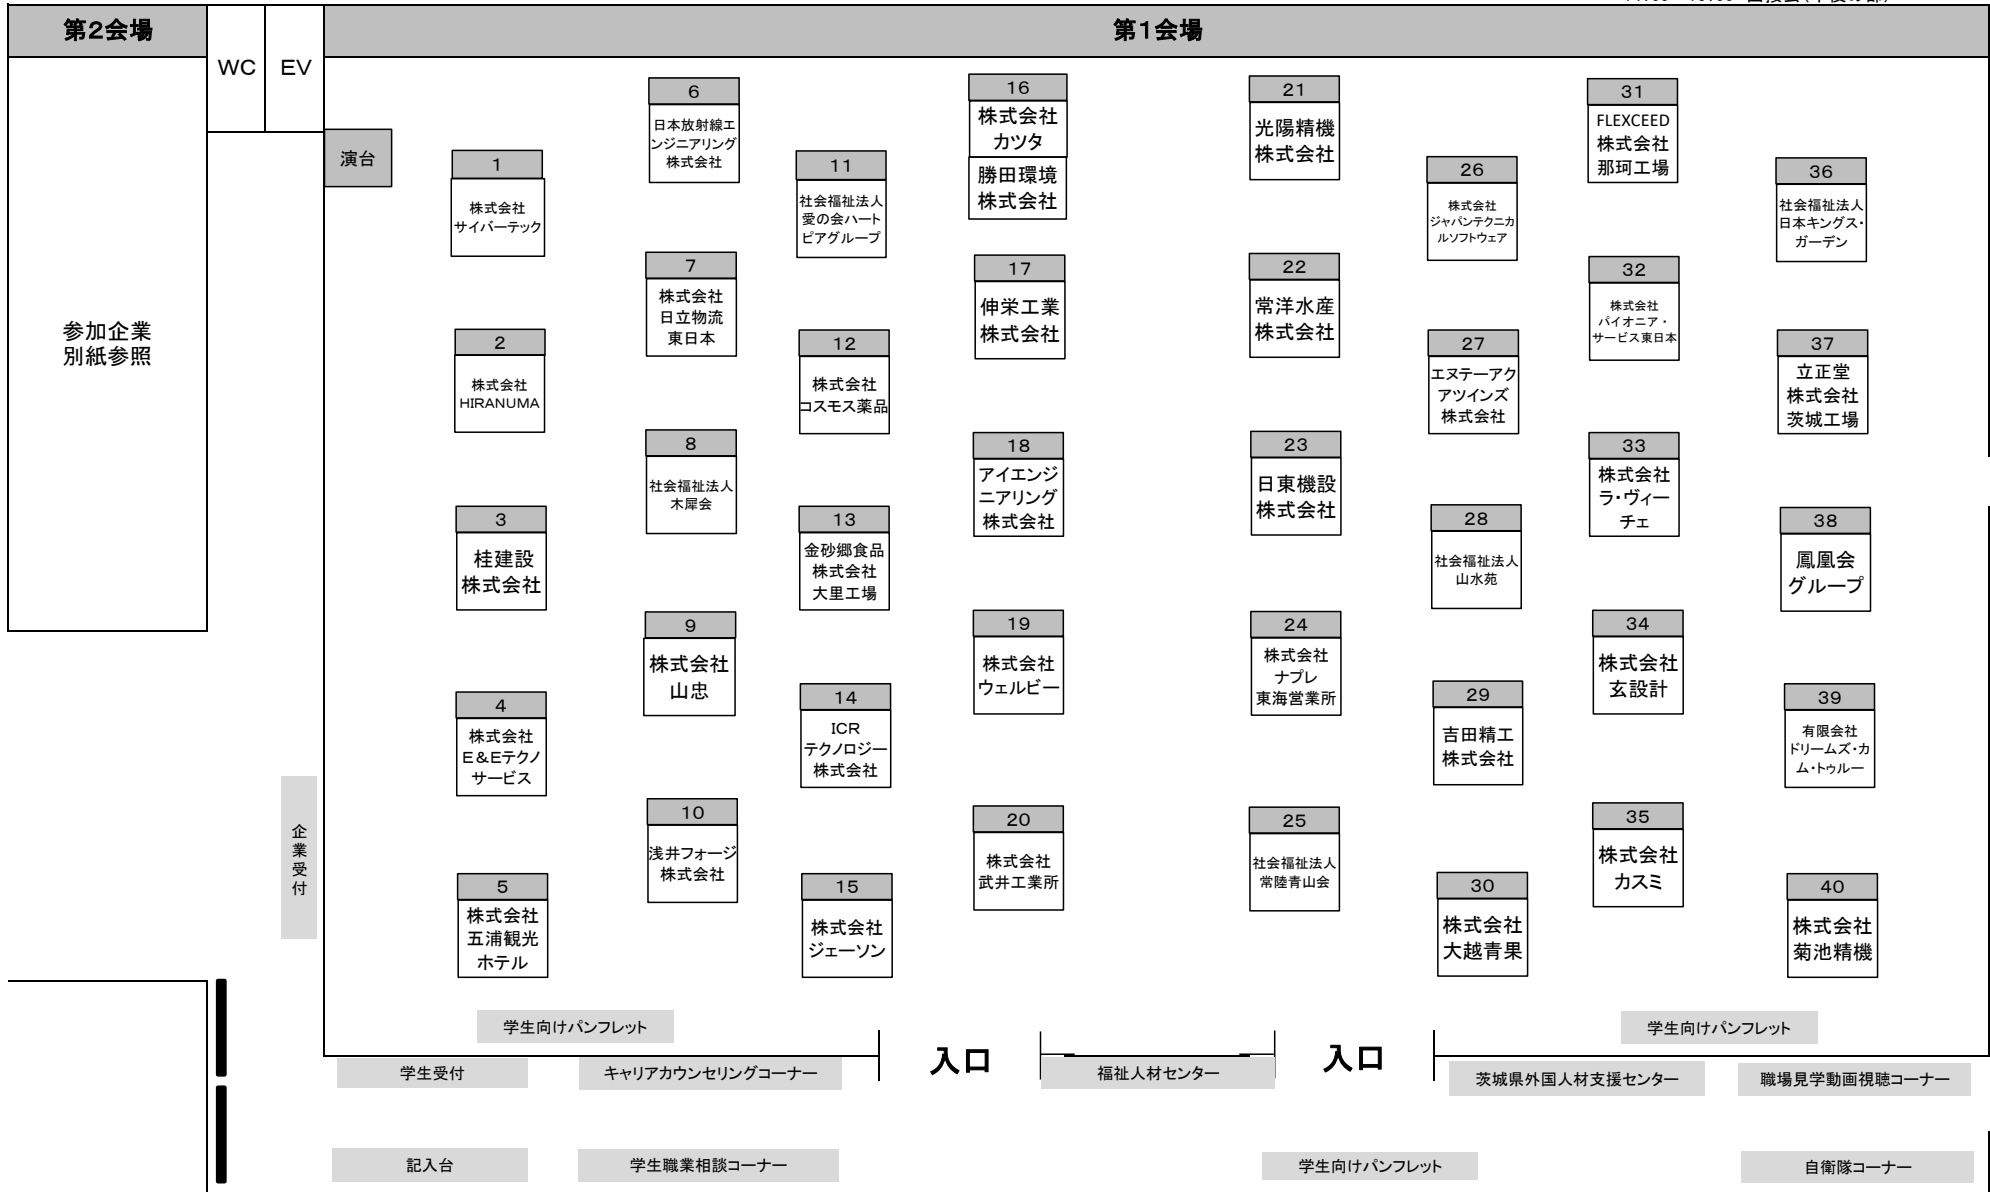 第2会場
WC
EV
第1会場
参加企業
別紙参照
演台
1
株式会社
サイバーテック
2
株式会社
HIRANUMA
3
桂建設
株式会社
4
株式会社
E&Eテクノ
サービス
5
株式会社
五浦観光
ホテル
6
日本放射線エ
ンジニアリング
株式会社
7
株式会社
日立物流
東日本
8
社会福祉法人
木犀会
9
株式会社
山忠
10
浅井フォージ
株式会社
11
社会福祉法人
愛の会ハート
ピアグループ
12
株式会社
コスモス薬品
13
金砂郷食品
株式会社
大里工場
14
ICR
テクノロジー
株式会社
15
株式会社
ジェーソン
16
株式会社
カツタ
勝田環境
株式会社
17
伸栄工業
株式会社
18
アイエンジ
ニアリング
株式会社
19
株式会社
ウェルビー
20
株式会社
武井工業所
21
光陽精機
株式会社
22
常洋水産
株式会社
23
日東機設
株式会社
24
株式会社
ナプレ
東海営業所
25
社会福祉法人
常陸青山会
26
株式会社
ジャパンテクニカ
ルソフトウェア
27
エヌテーアク
アツインズ
株式会社
28
社会福祉法人
山水苑
29
吉田精工
株式会社
30
株式会社
大越青果
31
FLEXCEED
株式会社
那珂工場
32
株式会社
パイオニア・
サービス東日本
33
株式会社
ラ・ヴィー
チェ
34
株式会社
玄設計
35
株式会社
カスミ
36
社会福祉法人
日本キングス・
ガーデン
37
立正堂
株式会社
茨城工場
38
鳳凰会
グループ
39
有限会社
ドリームズ・カ
ム・トゥルー
40
株式会社
菊池精機
企業受付
学生向けパンフレット
学生向けパンフレット
入口
入口
学生受付
キャリアカウンセリングコーナー
福祉人材センター
茨城県外国人材支援センター
職場見学動画視聴コーナー
記入台
学生職業相談コーナー
学生向けパンフレット
自衛隊コーナー